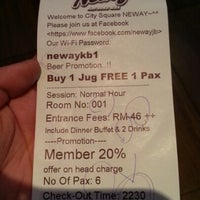 Neway
Welcome to City Square NEWAY~^^
Please join us at Facebook
<https://www.facebook.com/newayjb>
Our Wi-Fi Password:
newaykb1
Beer Promotion..!!
Buy 1 Jug FREE 1 Pax
Session: Normal Hour
Room No: 001
Entrance Fees: RM 46 ++
Include Dinner Buffet & 2 Drinks
----Promotion----
Member 20%
offer on head charge
No Of Pax: 6
Check-Out Time: 2230